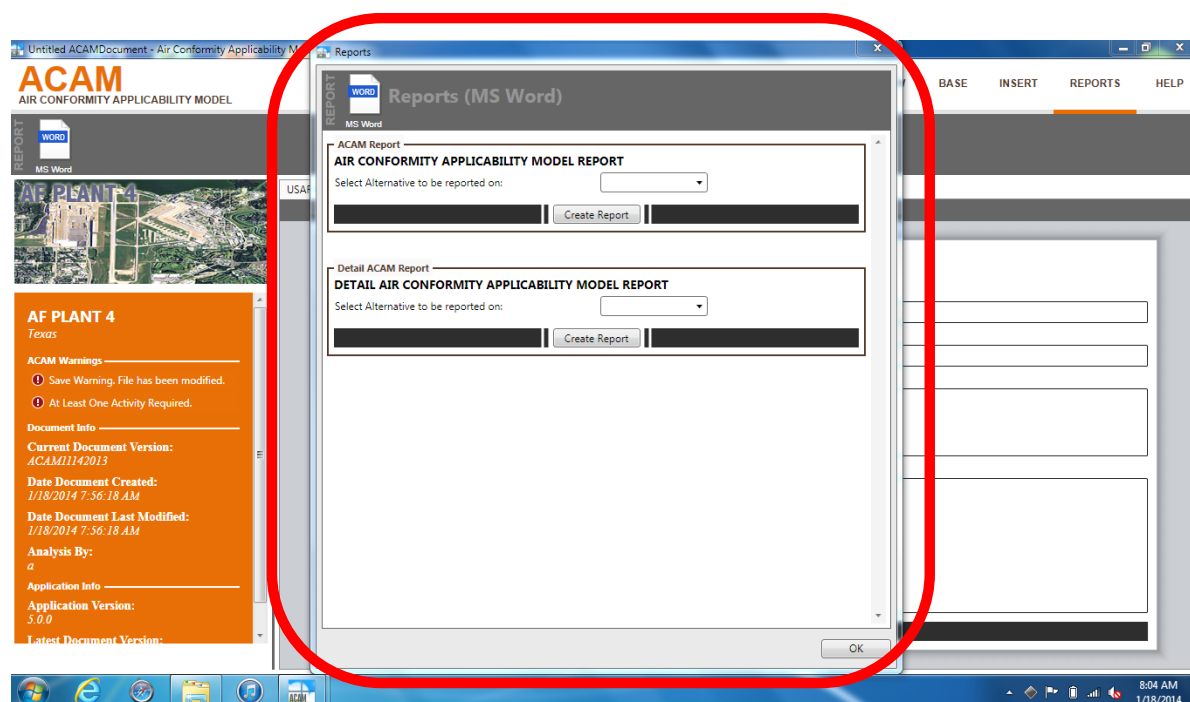 Untitled ACAMDocument - Air Conformity Applicability M
ACAM
AIR CONFORMITY APPLICABILITY MODEL
BASE
INSERT
REPORTS
HELP
REPORT
WORD
MS Word
AF PLANT 4
AF PLANT 4
Texas
ACAM Warnings
Save Warning. File has been modified.
At Least One Activity Required.
Document Info
Current Document Version:
ACAM11142013
Date Document Created:
1/18/2014 7:56:18 AM
Date Document Last Modified:
1/18/2014 7:56:18 AM
Analysis By:
a
Application Info
Application Version:
5.0.0
Latest Document Version:
USAF
Reports
REPORT
WORD
MS Word
Reports (MS Word)
ACAM Report
AIR CONFORMITY APPLICABILITY MODEL REPORT
Select Alternative to be reported on:
Create Report
Detail ACAM Report
DETAIL AIR CONFORMITY APPLICABILITY MODEL REPORT
Select Alternative to be reported on:
Create Report
OK
ACAM
8:04 AM
1/18/2014